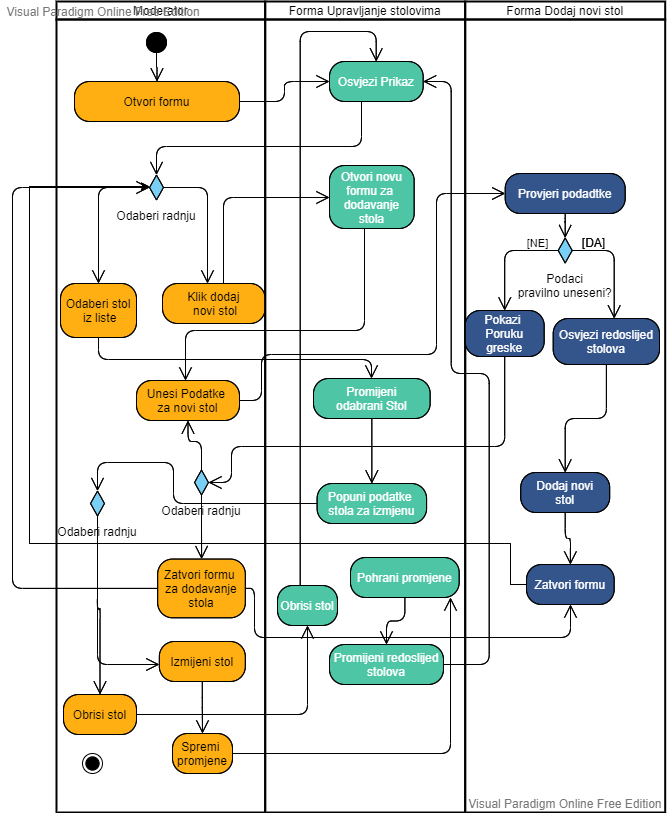 Visual Paradigm Online Free Edition
Moderator
Forma Upravljanje stolovima
Forma Dodaj novi stol
Otvori formu
Osvjezi Prikaz
Otvori novu
formu za
dodavanje
stola
Provjeri podadtke
Odaberi radnju
[NE]
[DA]
Podaci
pravilno uneseni?
Odaberi stol
iz liste
Klik dodaj
novi stol
Pokazi
Poruku
greske
Osvjezi redoslijed
stolova
Unesi Podatke
za novi stol
Promijeni
odabrani Stol
Popuni podatke
stola za izmjenu
Dodaj novi
stol
Odaberi radnju
Odaberi radnju
Zatvori formu
za dodavanje
stola
Obrisi stol
Pohrani promjene
Zatvori formu
Izmijeni stol
Promijeni redoslijed
stolova
Obrisi stol
Spremi
promjene
Visual Paradigm Online Free Edition